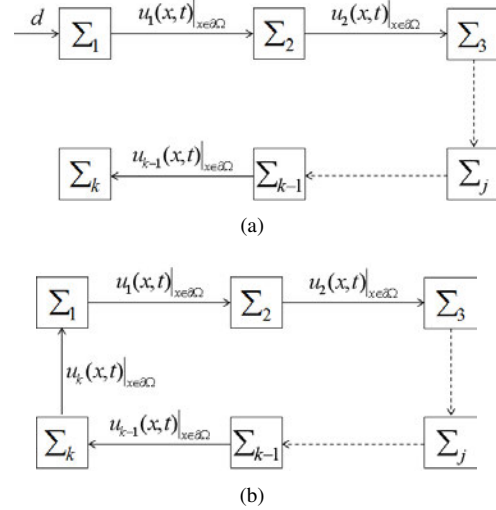 d
Σ₁
u₁(x,t)|ₓ∈∂Ω
Σ₂
u₂(x,t)|ₓ∈∂Ω
Σ₃
Σₖ
uₖ₋₁(x,t)|ₓ∈∂Ω
Σₖ₋₁
Σⱼ
(a)
Σ₁
u₁(x,t)|ₓ∈∂Ω
Σ₂
u₂(x,t)|ₓ∈∂Ω
Σ₃
uₖ(x,t)|ₓ∈∂Ω
Σₖ
uₖ₋₁(x,t)|ₓ∈∂Ω
Σₖ₋₁
Σⱼ
(b)